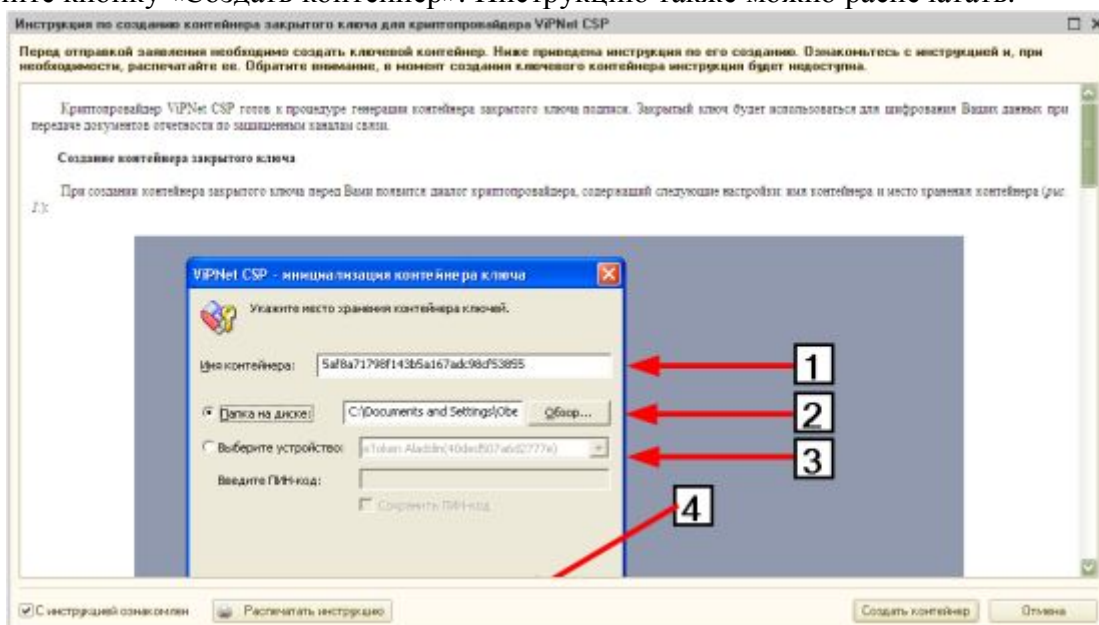 ите кнопку «Создать контейнер». Инструкцию также можно распечатать.
Инструкция по созданию контейнера закрытого ключа для криптопровайдера ViPNet CSP
Перед отправкой заявления необходимо создать ключевой контейнер. Ниже приведена инструкция по его созданию. Ознакомьтесь с инструкцией и, при
необходимости, распечатайте ее. Обратите внимание, в момент создания ключевого контейнера инструкция будет недоступна.
Криптопровайдер ViPNet CSP готов к процедуре генерации контейнера закрытого ключа подписи. Закрытый ключ будет использоваться для шифрования Ваших данных при
передаче документов отчетности по защищенным каналам связи.
Создание контейнера закрытого ключа
При создании контейнера закрытого ключа перед Вами появится диалог криптопровайдера, содержащий следующие настройки: имя контейнера и место хранения контейнера (рис.
1.):
ViPNet CSP - инициализация контейнера ключа
Укажите место хранения контейнера ключей.
Имя контейнера: 5af8a71798f143b5a167adc98cf53855
1
Папка на диске: C:\Documents and Settings\Obe Обзор...
2
Выберите устройство: eToken Aladdin
3
Введите ПИН-код:
Сохранить ПИН-код
4
С инструкцией ознакомлен Распечатать инструкцию Создать контейнер Отмена